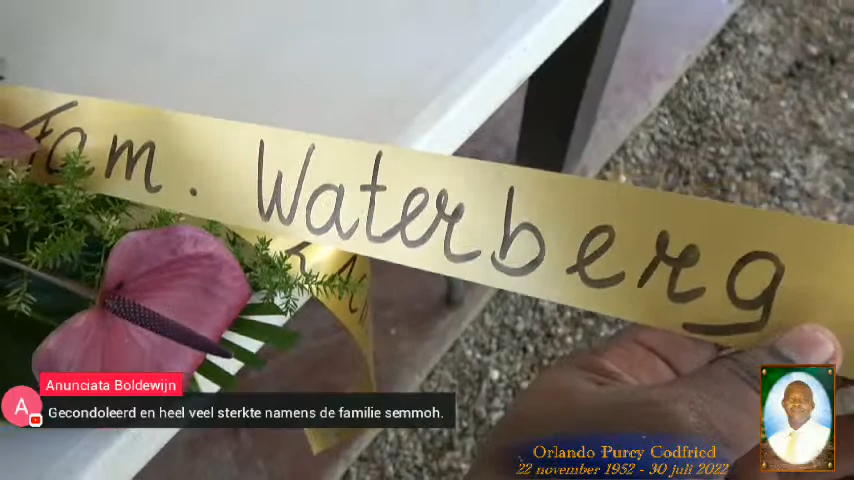 Fam. Waterberg
Anunciata Boldewijn
A
Gecondoleerd en heel veel sterkte namens de familie semmoh.
Orlando Purcy Codfried
22 november 1952 - 30 juli 2022